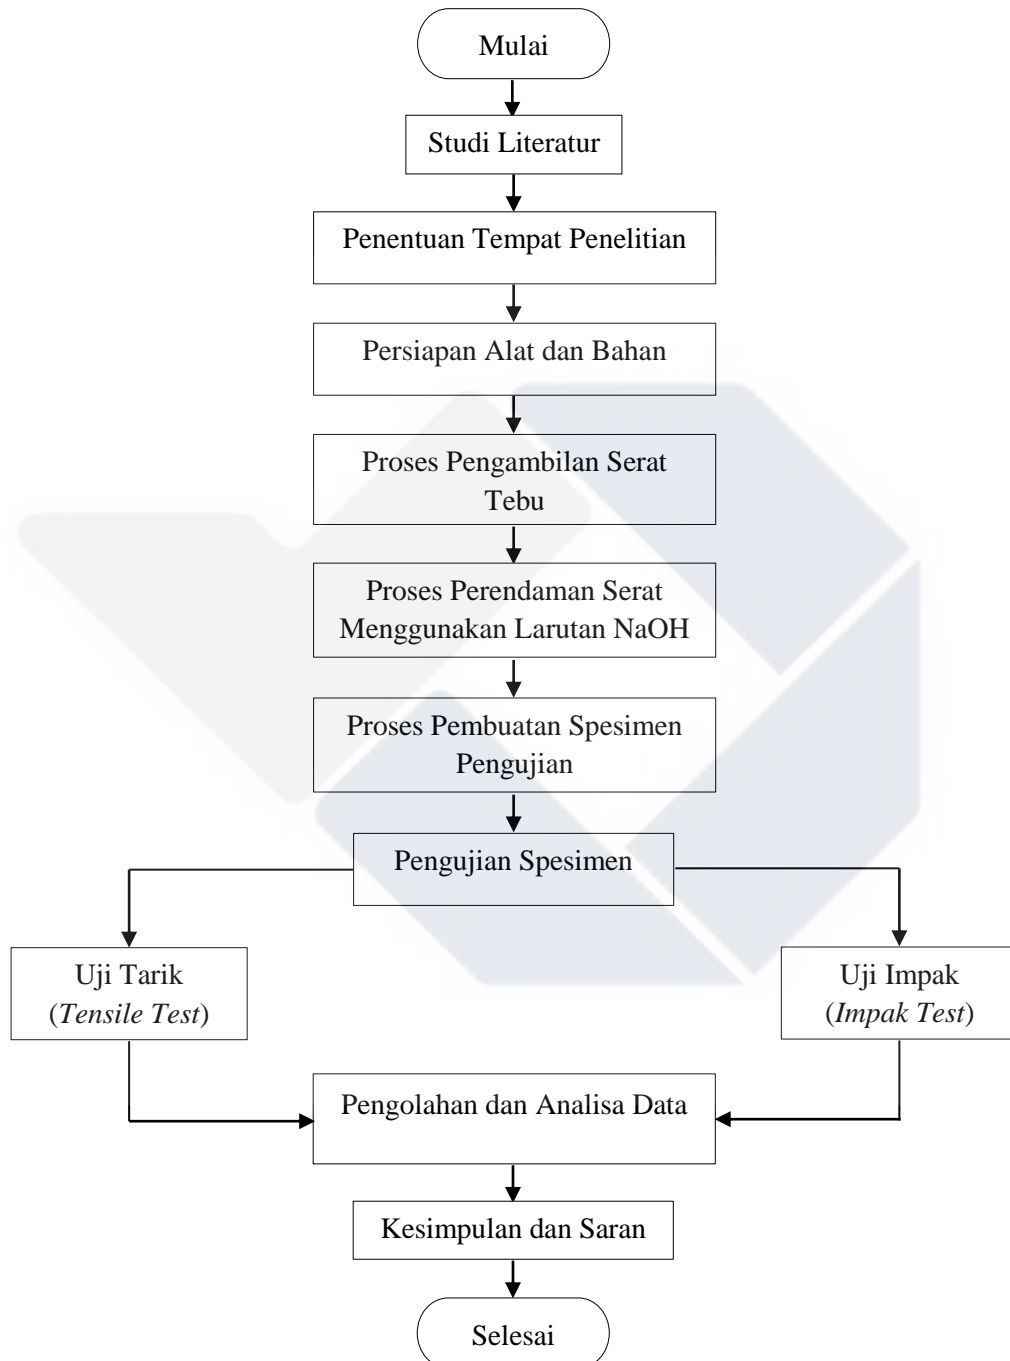 Mulai
Studi Literatur
Penentuan Tempat Penelitian
Persiapan Alat dan Bahan
Proses Pengambilan Serat
Tebu
Proses Perendaman Serat
Menggunakan Larutan NaOH
Proses Pembuatan Spesimen
Pengujian
Pengujian Spesimen
Uji Tarik
(Tensile Test)
Uji Impak
(Impak Test)
Pengolahan dan Analisa Data
Kesimpulan dan Saran
Selesai